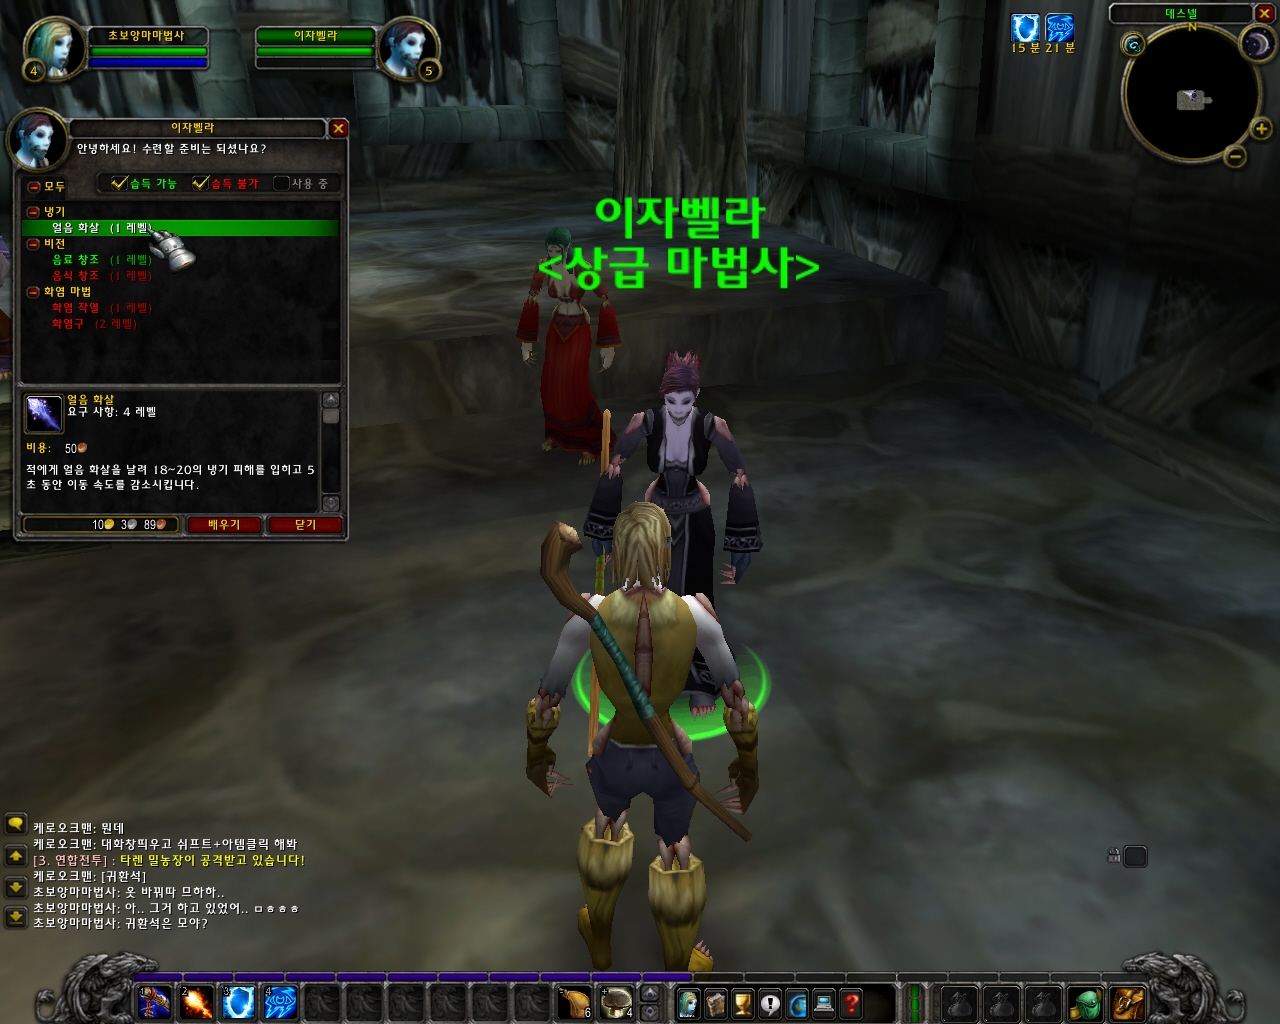 초보앙마마법사
4
이자벨라
5
15 분 21 분
데스넬
N
이자벨라
안녕하세요! 수련할 준비는 되셨나요?
모두
습득 가능
습득 불가
사용 중
냉기
얼음 화살 (1 레벨)
비전
음료 창조 (1 레벨)
음식 창조 (1 레벨)
화염 마법
화염 작열 (1 레벨)
화염구 (2 레벨)
얼음 화살
요구 사항: 4 레벨
비용: 50
적에게 얼음 화살을 날려 18~20의 냉기 피해를 입히고 5
초 동안 이동 속도를 감소시킵니다.
10 3 89
배우기
닫기
이자벨라
<상급 마법사>
케로오크맨: 뭔데
케로오크맨: 대화창띄우고 쉬프트+아템클릭 해봐
[3. 연합전투] : 타렌 밀농장이 공격받고 있습니다!
케로오크맨: [귀환석]
초보앙마마법사: 옷 바꿔따 므하하..
초보앙마마법사: 아.. 그거 하고 있었어.. ㅁㅎㅎㅎ
초보앙마마법사: 귀환석은 모야?
1
2
3
4
-
6
+
4